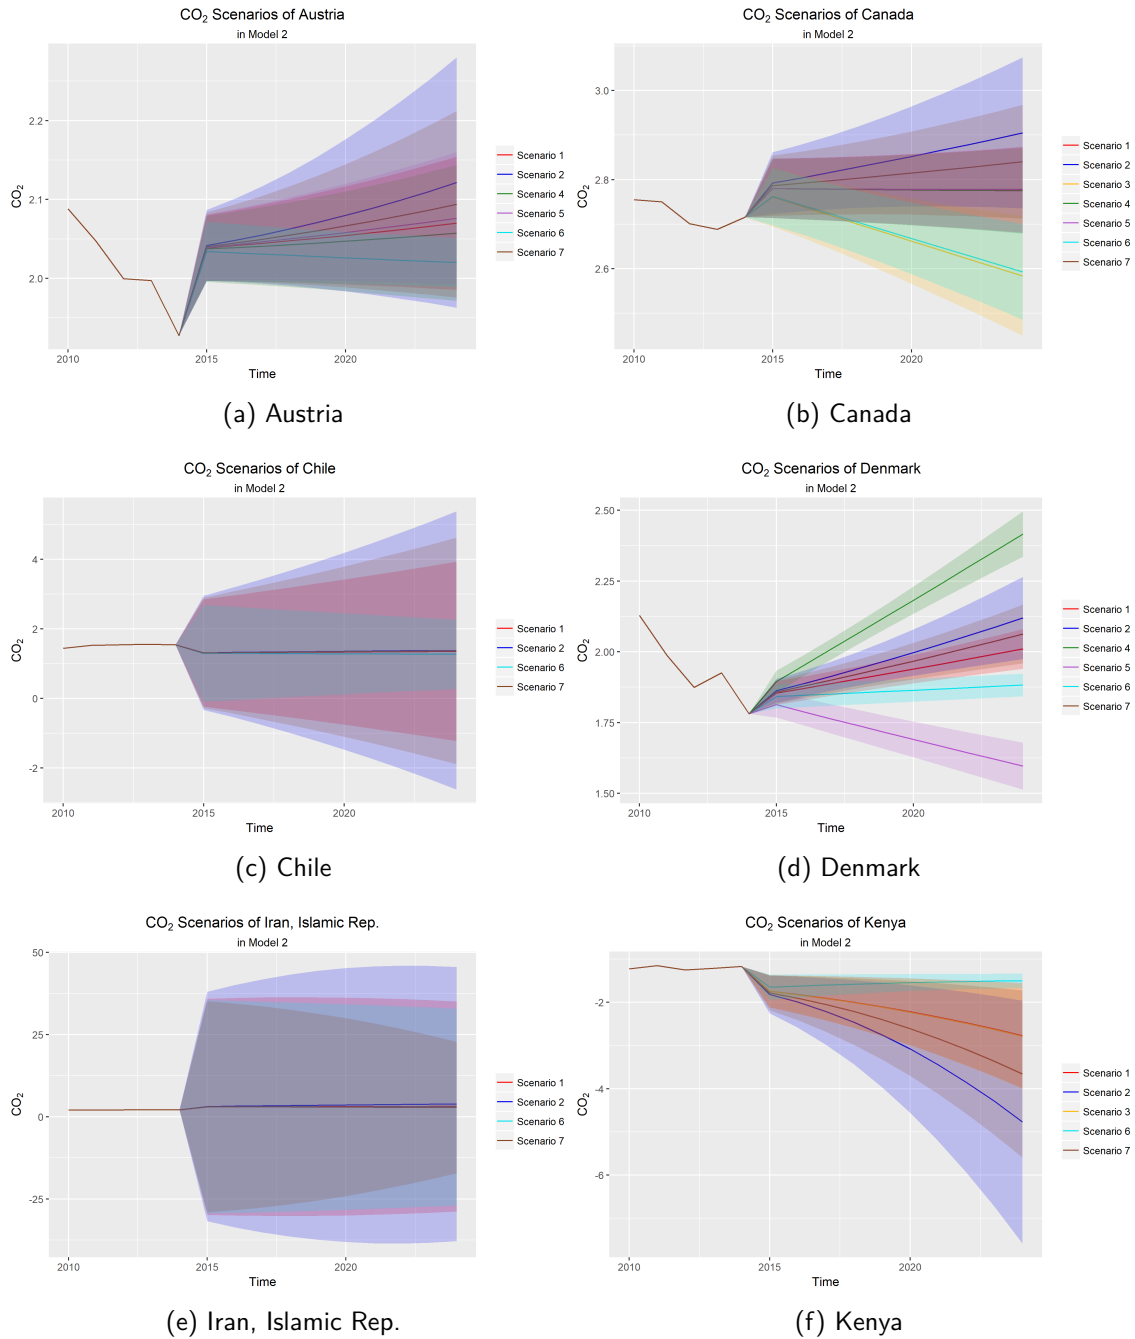 CO2 Scenarios of Austria
in Model 2
2.2
2.1
2.0
CO2
2010
2015
2020
Time
Scenario 1
Scenario 2
Scenario 4
Scenario 5
Scenario 6
Scenario 7
(a) Austria
CO2 Scenarios of Canada
in Model 2
3.0
2.8
2.6
CO2
2010
2015
2020
Time
Scenario 1
Scenario 2
Scenario 3
Scenario 4
Scenario 5
Scenario 6
Scenario 7
(b) Canada
CO2 Scenarios of Chile
in Model 2
4
2
0
-2
CO2
2010
2015
2020
Time
Scenario 1
Scenario 2
Scenario 6
Scenario 7
(c) Chile
CO2 Scenarios of Denmark
in Model 2
2.50
2.25
2.00
1.75
1.50
CO2
2010
2015
2020
Time
Scenario 1
Scenario 2
Scenario 4
Scenario 5
Scenario 6
Scenario 7
(d) Denmark
CO2 Scenarios of Iran, Islamic Rep.
in Model 2
50
25
0
-25
CO2
2010
2015
2020
Time
Scenario 1
Scenario 2
Scenario 6
Scenario 7
(e) Iran, Islamic Rep.
CO2 Scenarios of Kenya
in Model 2
-2
-4
-6
CO2
2010
2015
2020
Time
Scenario 1
Scenario 2
Scenario 3
Scenario 6
Scenario 7
(f) Kenya